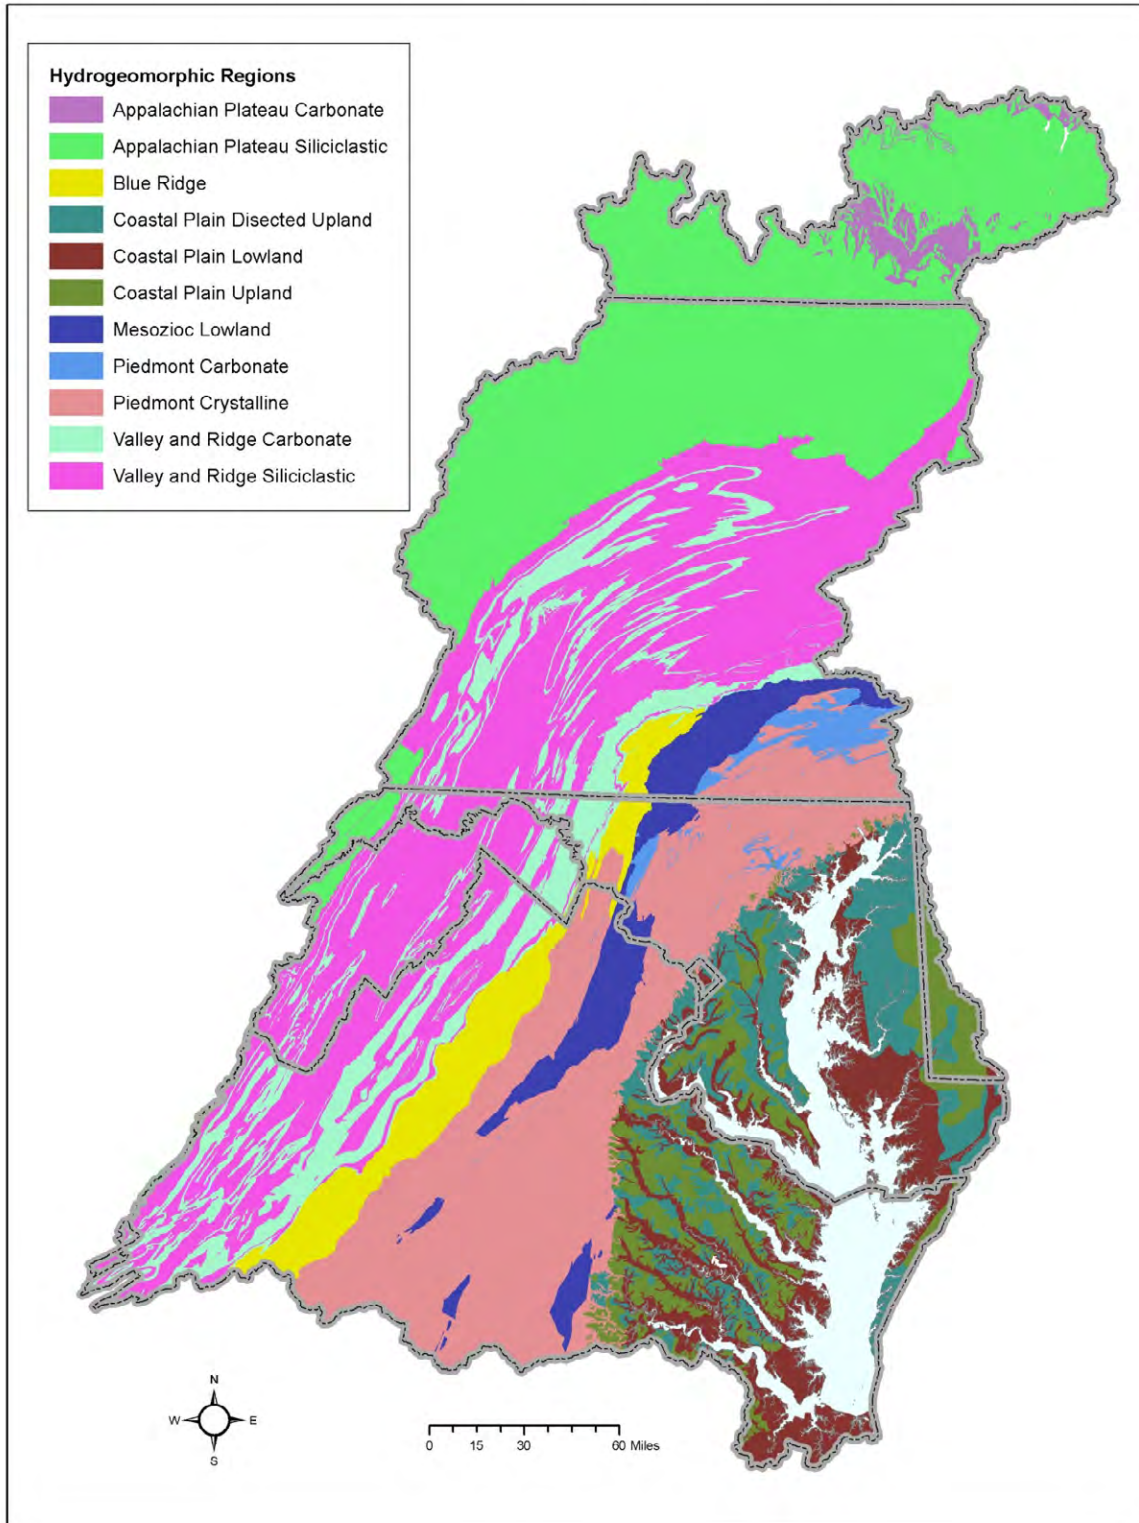 Hydrogeomorphic Regions
Appalachian Plateau Carbonate
Appalachian Plateau Siliciclastic
Blue Ridge
Coastal Plain Disected Upland
Coastal Plain Lowland
Coastal Plain Upland
Mesozioc Lowland
Piedmont Carbonate
Piedmont Crystalline
Valley and Ridge Carbonate
Valley and Ridge Siliciclastic
N
W E
S
0 15 30 60 Miles